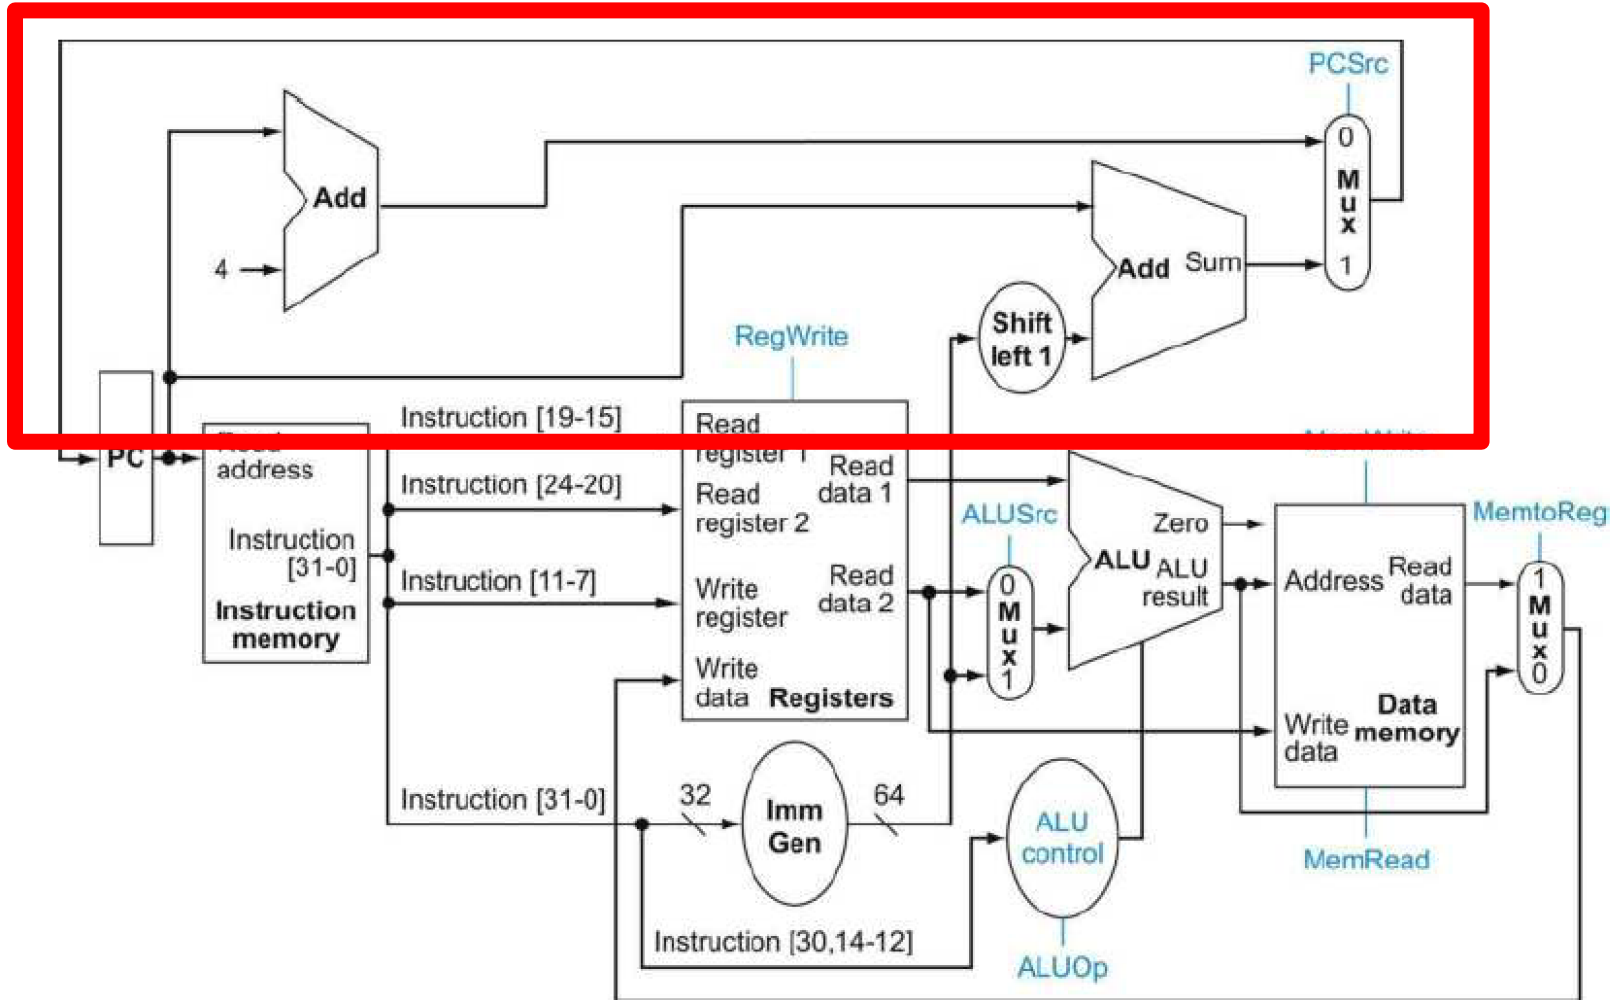 PCSrc
0
Mux
1
Add
4
Add Sum
Shift
left 1
RegWrite
Instruction [19-15]
Read
register 1
PC
address
Instruction
[31-0]
Instruction
memory
Instruction [24-20]
Read
register 2
Instruction [11-7]
Write
register
Write
data
Registers
Read
data 1
Read
data 2
ALUSrc
0
Mux
1
Zero
ALU
ALU
result
MemtoReg
Address
Read
data
Write
data
Data
memory
1
Mux
0
MemRead
Instruction [31-0]
32
Imm
Gen
64
ALU
control
Instruction [30,14-12]
ALUOp